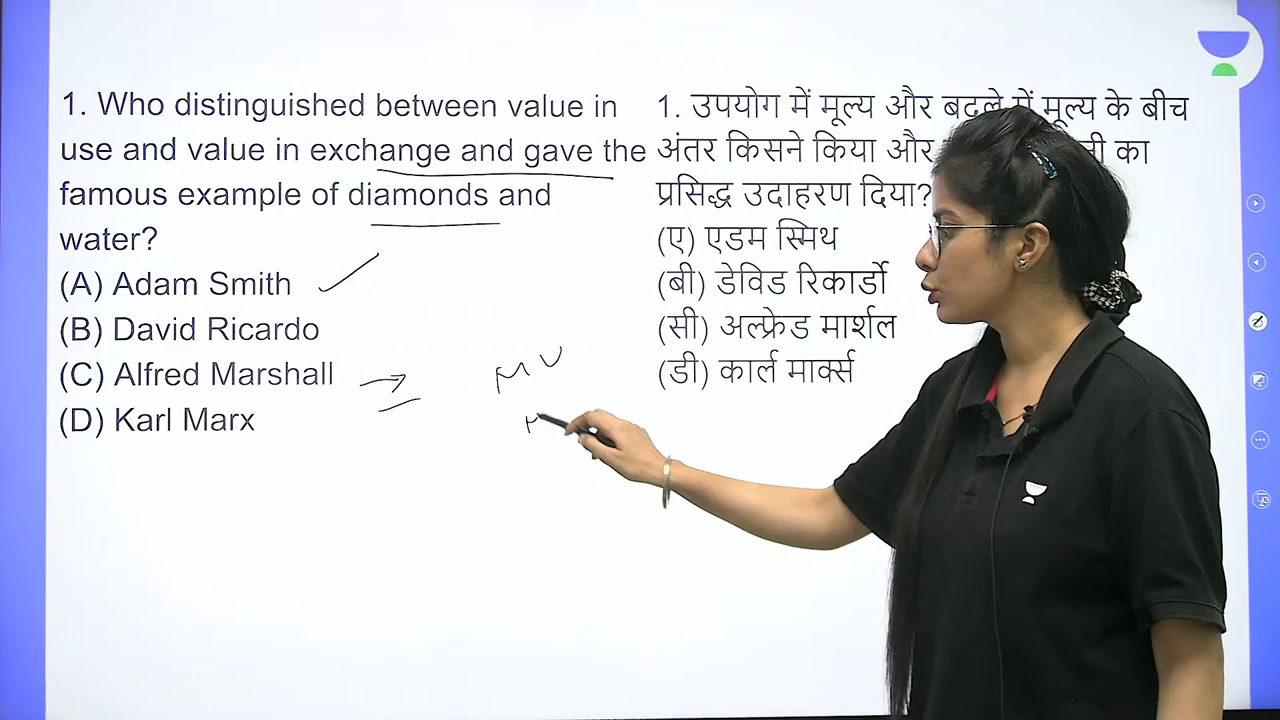 1. Who distinguished between value in
use and value in exchange and gave the
famous example of diamonds and
water?
(A) Adam Smith
(B) David Ricardo
(C) Alfred Marshall
(D) Karl Marx
MU
1. उपयोग में मूल्य और बदले में मूल्य के बीच
अंतर किसने किया और का
प्रसिद्ध उदाहरण दिया?
(ए) एडम स्मिथ
(बी) डेविड रिकार्डो
(सी) अल्फ्रेड मार्शल
(डी) कार्ल मार्क्स